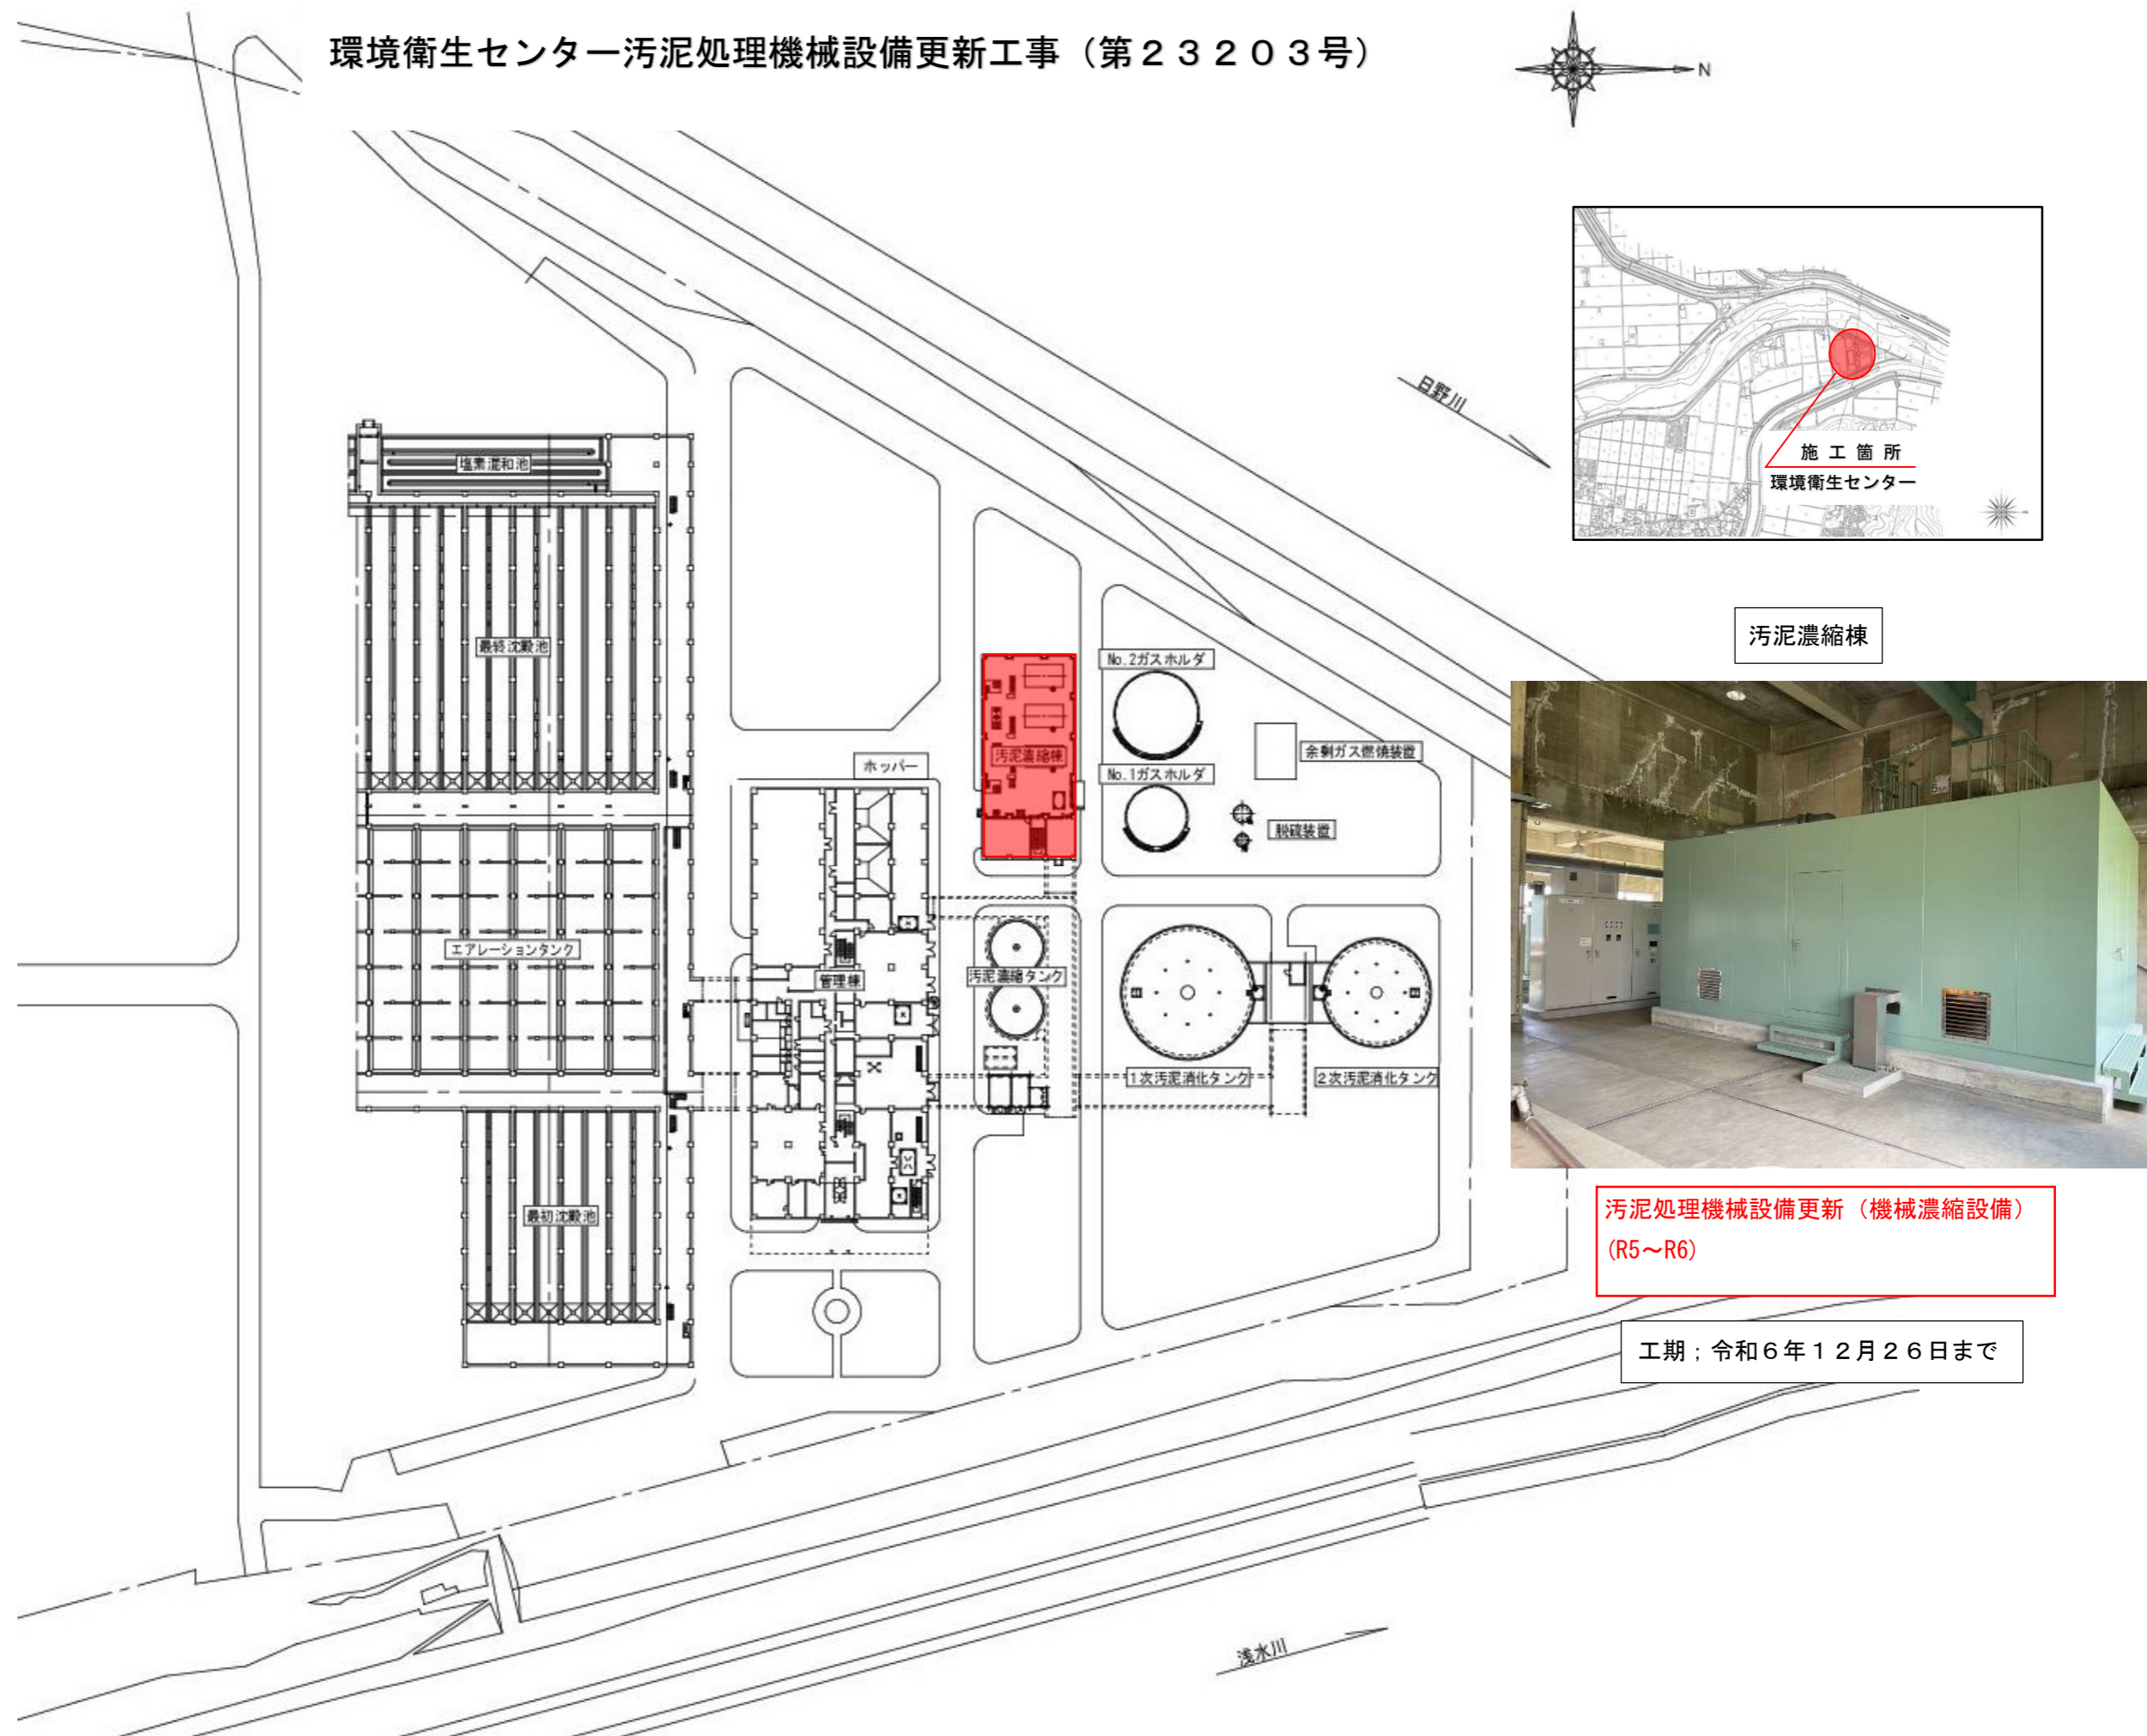 環境衛生センター汚泥処理機械設備更新工事（第２３２０３号）
N
日野川
施工箇所
環境衛生センター
塩素混和池
最終沈殿池
汚泥濃縮棟
No.2ガスホルダ
汚泥濃縮棟
ホッパー
余剰ガス燃焼装置
No.1ガスホルダ
脱硫装置
エアレーションタンク
管理棟
汚泥濃縮タンク
1次汚泥消化タンク
2次汚泥消化タンク
最初沈殿池
汚泥処理機械設備更新（機械濃縮設備）
(R5～R6)
工期；令和６年１２月２６日まで
浅水川